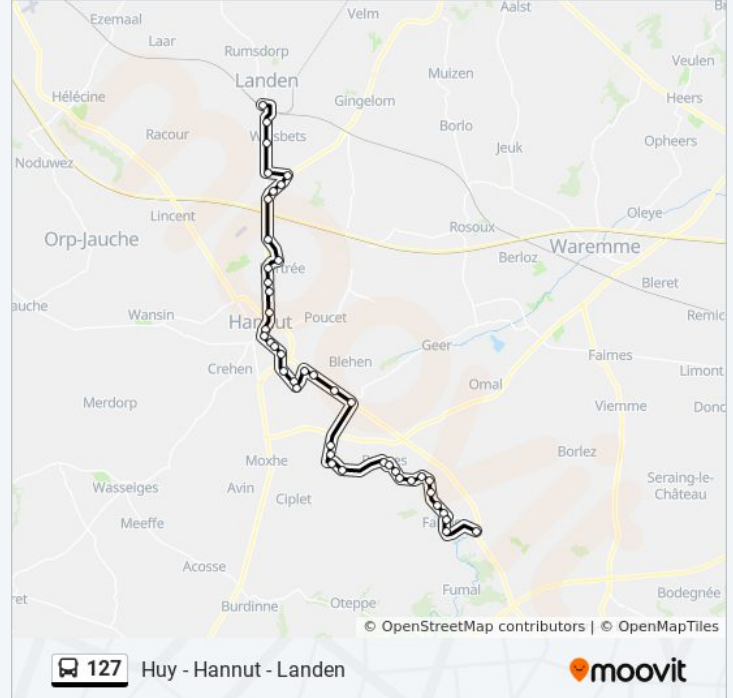 Ezemaal
Velm
Aalst
Laar
Rumsdorp
Landen
Muizen
Veulen
Hélécine
Gingelom
Heers
Racour
Borlo
Opheers
Jeuk
Noduwez
Lincent
Oleye
Orp-Jauche
Rosoux
Waremme
Berloz
Bleret
auche
Wansin
Poucet
Remic
Geer
Faimes
Crehen
Blehen
Limont
Omal
Merdorp
Viemme
Donc
Moxhe
Borlez
Wasseiges
Avin
Seraing-le-
Château
Ciplet
Meeffe
Acosse
Fumal
ret
Burdinne
Oteppe
Bodegnée
© OpenStreetMap contributors | © OpenMapTiles
127 Huy - Hannut - Landen
moovit